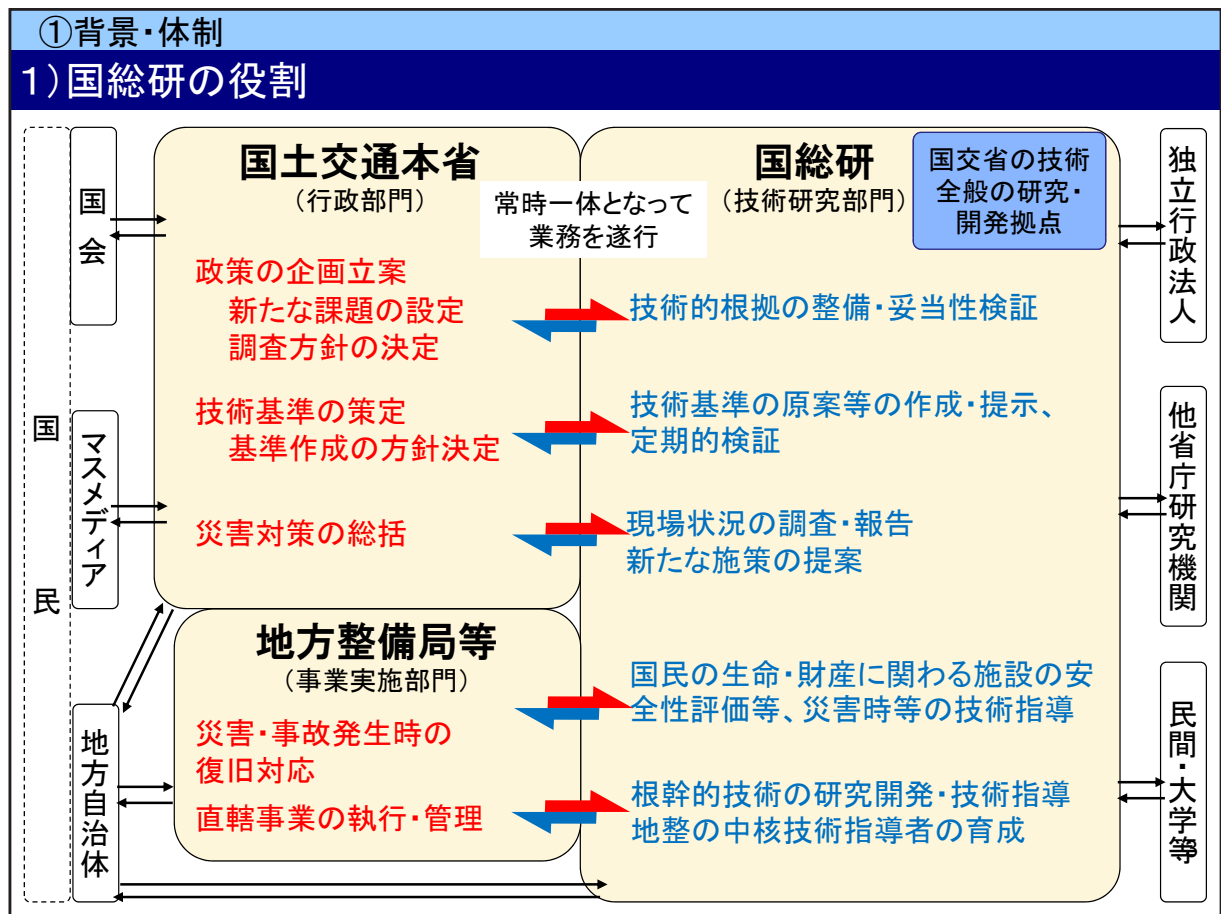 ①背景・体制
１）国総研の役割
国民
国会
マスメディア
地方自治体
国土交通本省
（行政部門）
政策の企画立案
新たな課題の設定
調査方針の決定
技術基準の策定
基準作成の方針決定
災害対策の総括
地方整備局等
（事業実施部門）
災害・事故発生時の
復旧対応
直轄事業の執行・管理
常時一体となって
業務を遂行
国総研
（技術研究部門）
国交省の技術
全般の研究・
開発拠点
技術的根拠の整備・妥当性検証
技術基準の原案等の作成・提示、
定期的検証
現場状況の調査・報告
新たな施策の提案
国民の生命・財産に関わる施設の安
全性評価等、災害時等の技術指導
根幹的技術の研究開発・技術指導
地整の中核技術指導者の育成
独立行政法人
他省庁研究機関
民間・大学等
3